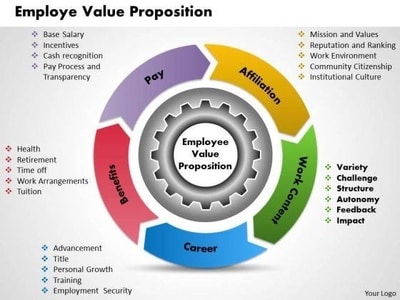 Employe Value Proposition
Base Salary
Incentives
Cash recognition
Pay Process and
Transparency
Mission and Values
Reputation and Ranking
Work Environment
Community Citizenship
Institutional Culture
Pay
Affiliation
Employee
Value
Proposition
Benefits
Work Content
Career
Health
Retirement
Time off
Work Arrangements
Tuition
Variety
Challenge
Structure
Autonomy
Feedback
Impact
Advancement
Title
Personal Growth
Training
Employment Security
Your Logo